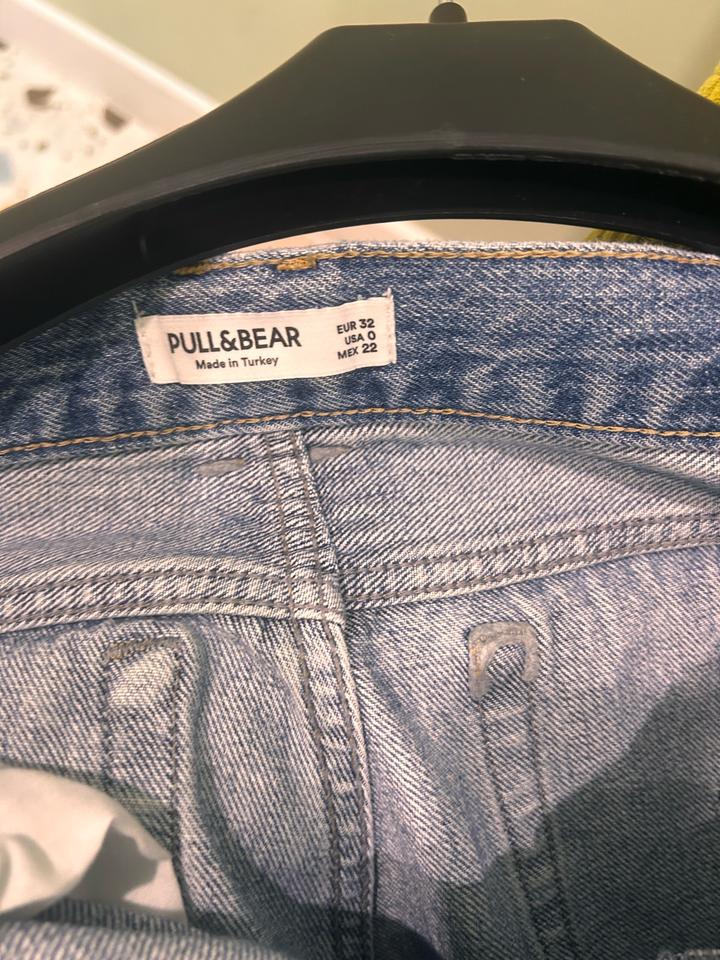 PULL&BEAR
Made in Turkey
EUR 32
USA 0
MEX 22